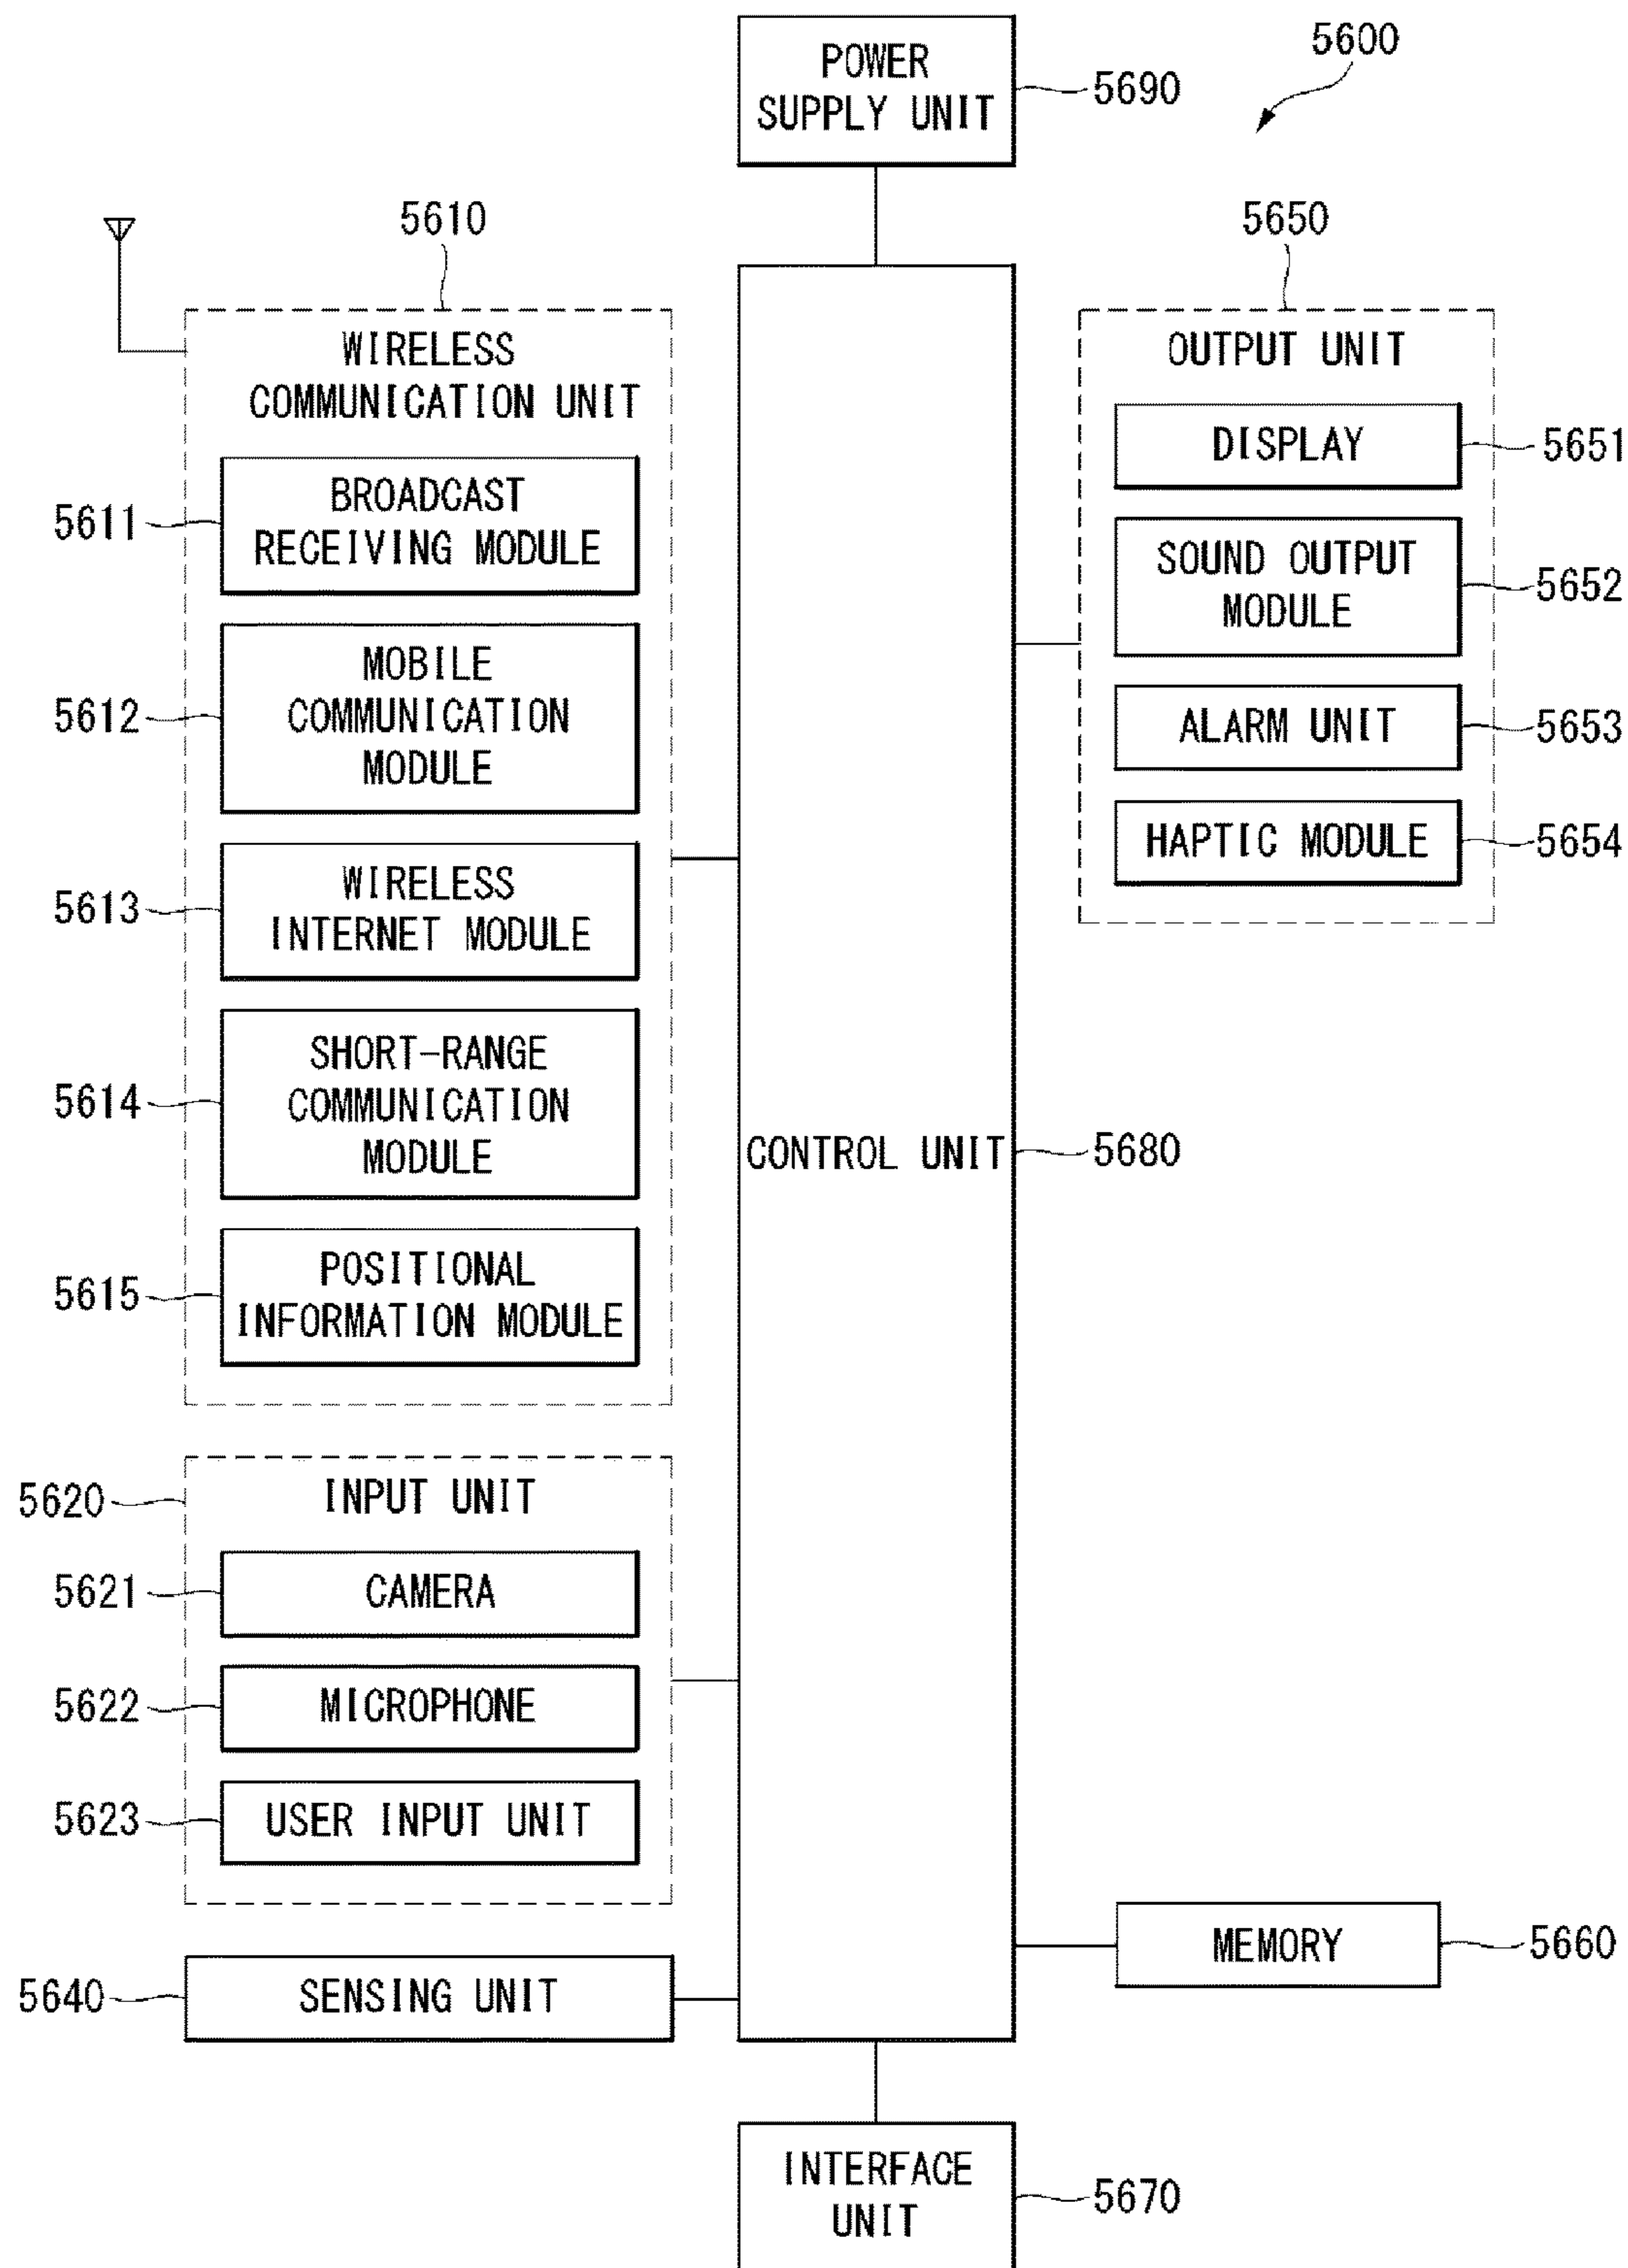 POWER
SUPPLY UNIT
5690
5600
5610
WIRELESS
COMMUNICATION UNIT
5611
BROADCAST
RECEIVING MODULE
5612
MOBILE
COMMUNICATION
MODULE
5613
WIRELESS
INTERNET MODULE
5614
SHORT-RANGE
COMMUNICATION
MODULE
5615
POSITIONAL
INFORMATION MODULE
5620
INPUT UNIT
5621
CAMERA
5622
MICROPHONE
5623
USER INPUT UNIT
5640
SENSING UNIT
CONTROL UNIT
5680
5650
OUTPUT UNIT
DISPLAY
5651
SOUND OUTPUT
MODULE
5652
ALARM UNIT
5653
HAPTIC MODULE
5654
MEMORY
5660
INTERFACE
UNIT
5670